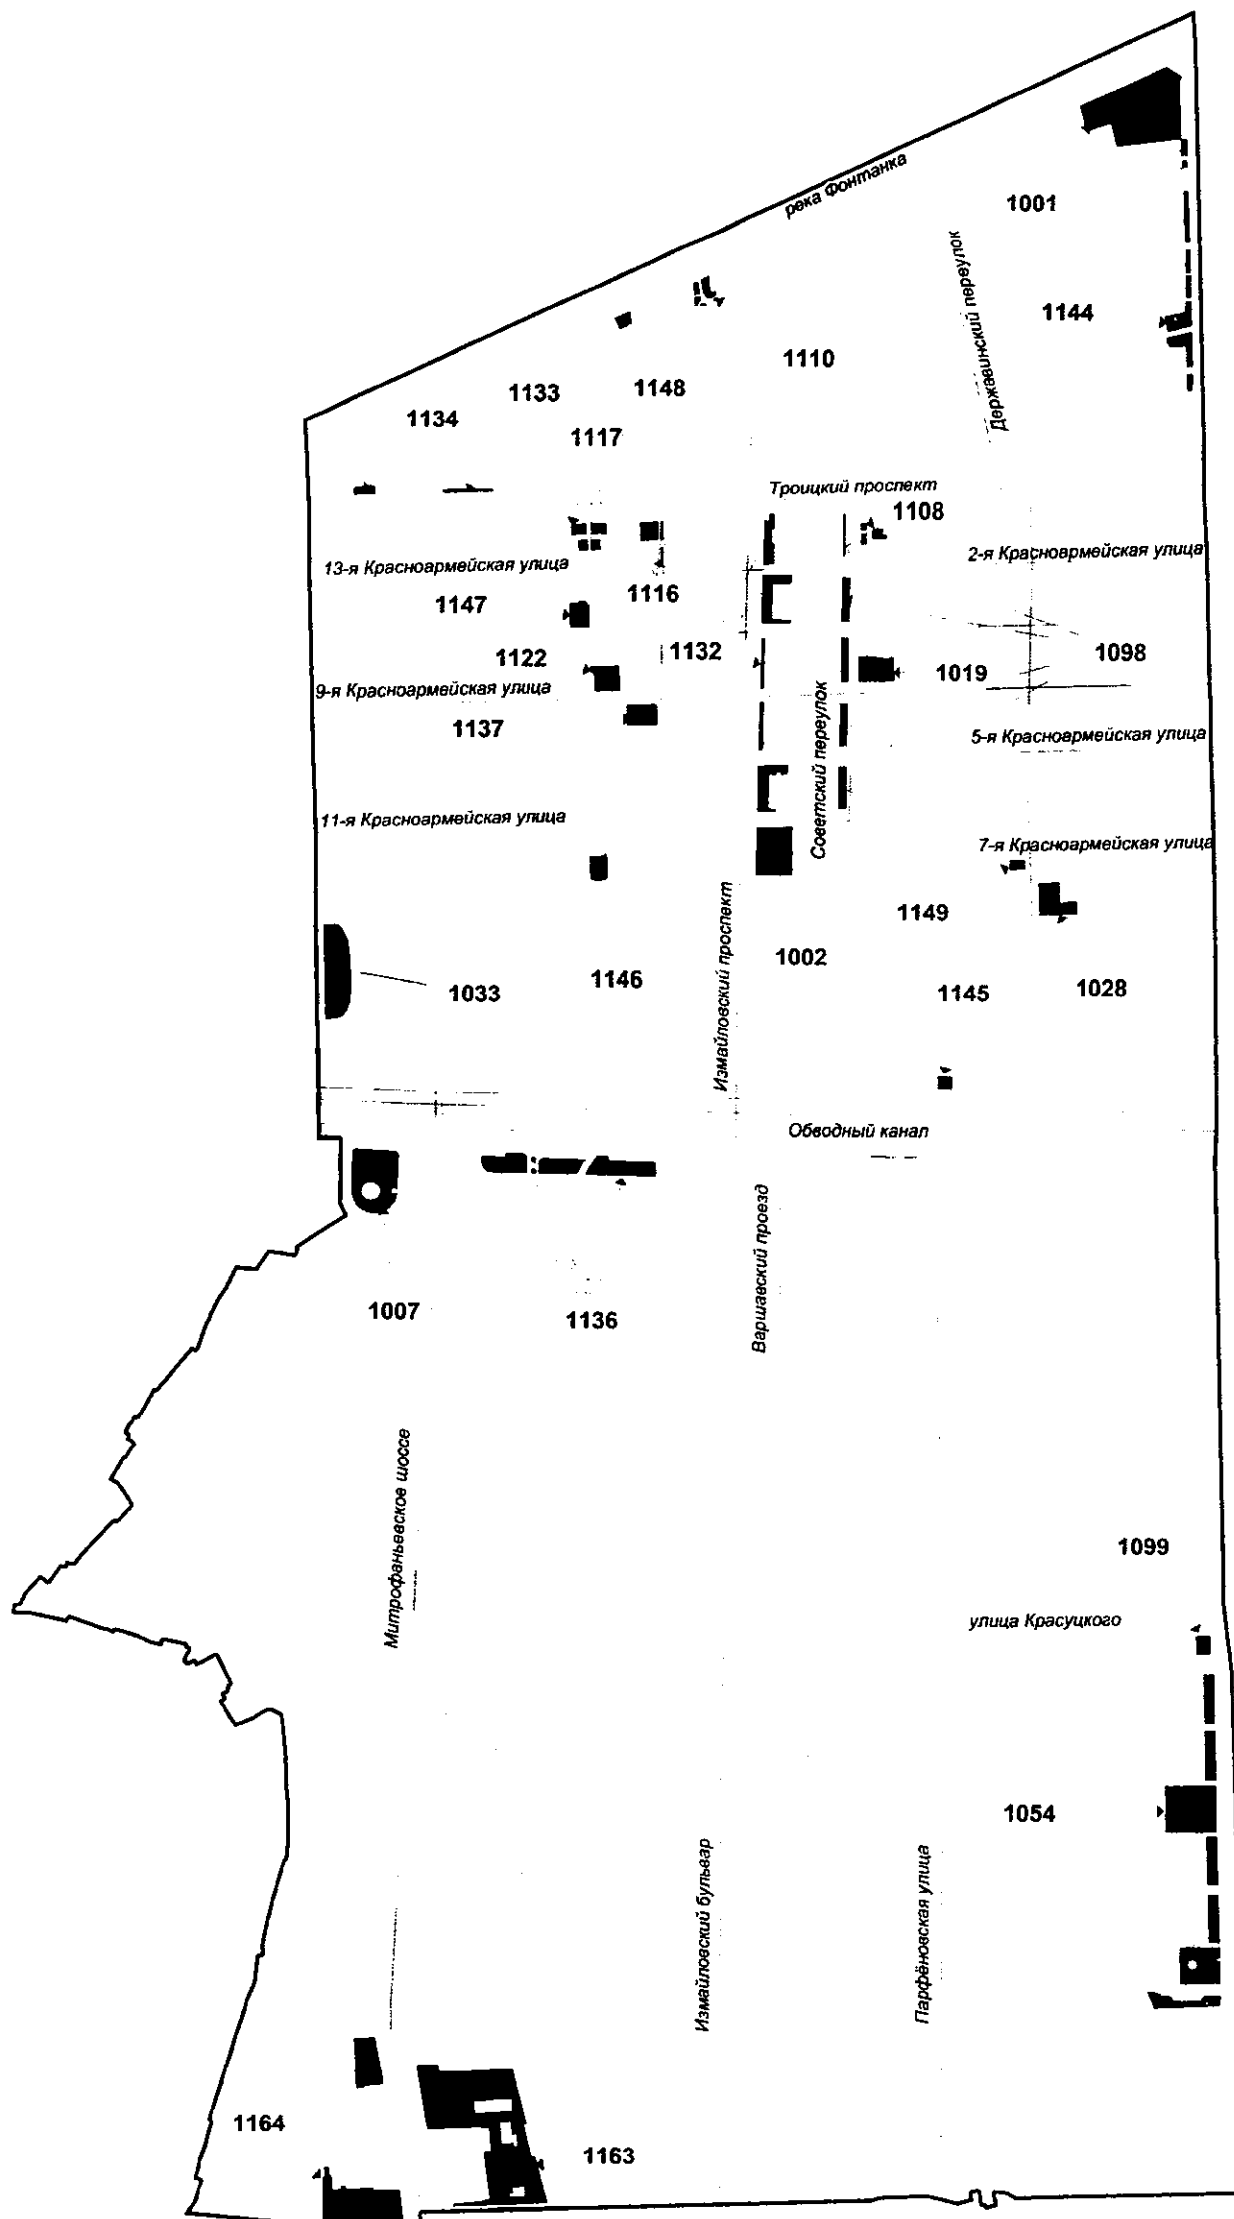 река Фонтанка
1001
Державинский переулок
1144
1110
1148
1133
1134
1117
Троицкий проспект
1108
2-я Красноармейская улица
13-я Красноармейская улица
1116
1147
1132
1098
1122
1019
9-я Красноармейская улица
1137
5-я Красноармейская улица
Советский переулок
11-я Красноармейская улица
7-я Красноармейская улица
1149
Измайловский проспект
1002
1146
1033
1145
1028
Обводный канал
Варшавский проезд
1007
1136
Митрофаньевское шоссе
1099
улица Красуцкого
1054
Измайловский бульвар
Парфёновская улица
1164
1163